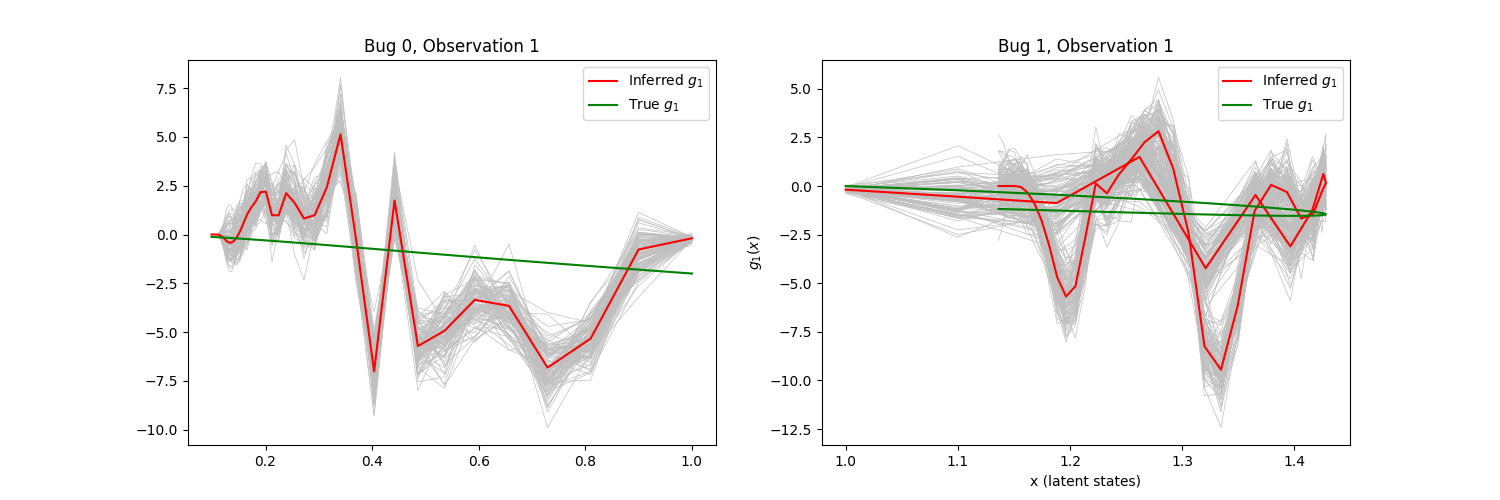 Bug 0, Observation 1
Inferred g₁
True g₁
7.5
5.0
2.5
0.0
−2.5
−5.0
−7.5
−10.0
0.2 0.4 0.6 0.8 1.0
Bug 1, Observation 1
Inferred g₁
True g₁
5.0
2.5
0.0
−2.5
−5.0
−7.5
−10.0
−12.5
g₁(x)
1.0 1.1 1.2 1.3 1.4
x (latent states)